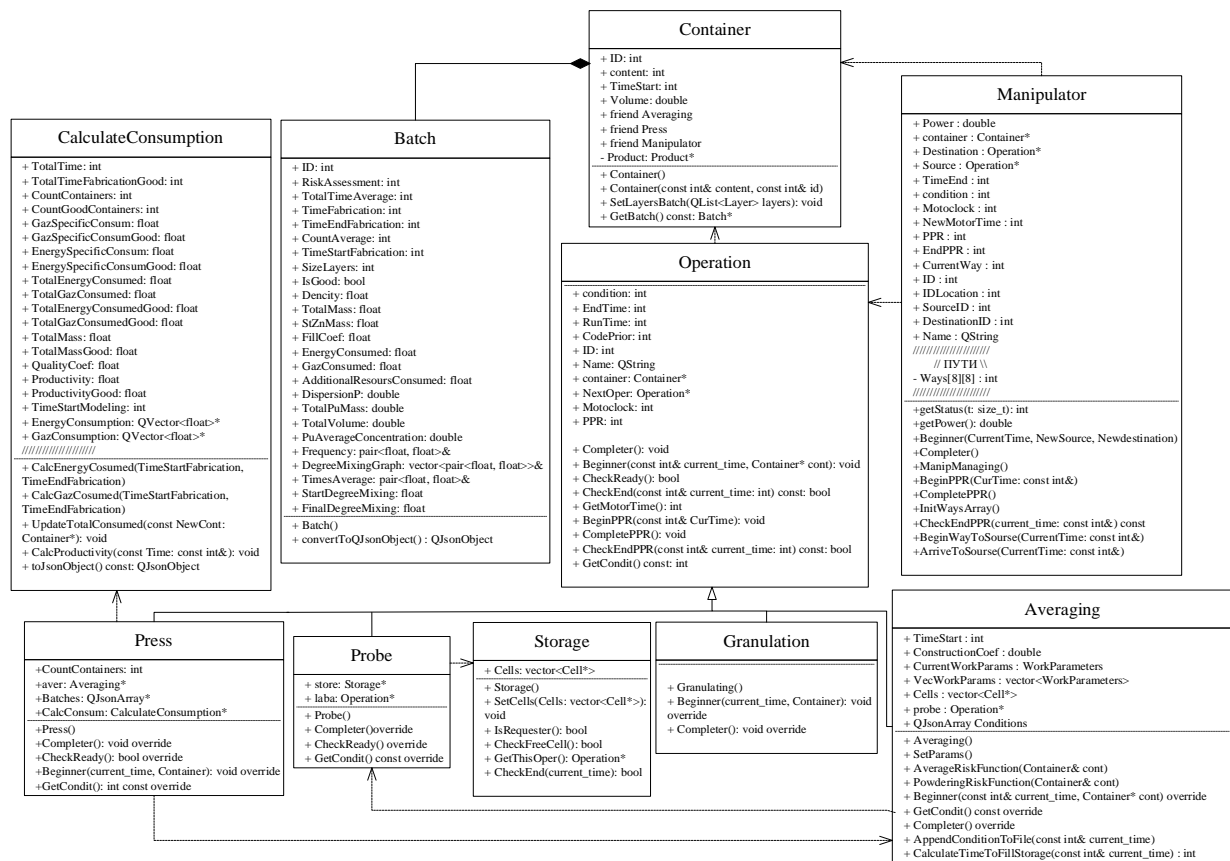 Container
+ ID: int
+ content: int
+ TimeStart: int
+ Volume: double
+ friend Averaging
+ friend Press
+ friend Manipulator
- Product: Product*
+ Container()
+ Container(const int& content, const int& id)
+ SetLayersBatch(QList<Layer> layers): void
+ GetBatch() const: Batch*
Manipulator
+ Power : double
+ container : Container*
+ Destination : Operation*
+ Source : Operation*
+ TimeEnd : int
+ condition : int
+ Motoclock : int
+ NewMotorTime : int
+ PPR : int
+ EndPPR : int
+ CurrentWay : int
+ ID : int
+ IDLocation : int
+ SourceID : int
+ DestinationID : int
+ Name : QString
///////////////////////
// ПУТИ \\
- Ways[8][8] : int
///////////////////////
+getStatus(t: size_t): int
+getPower(): double
+Beginner(CurrentTime, NewSource, Newdestination)
+Completer()
+ManipManaging()
+BeginPPR(CurTime: const int&)
+CompletePPR()
+InitWaysArray()
+CheckEndPPR(current_time: const int&) const
+BeginWayToSourse(CurrentTime: const int&)
+ArriveToSourse(CurrentTime: const int&)
CalculateConsumption
+ TotalTime: int
+ TotalTimeFabricationGood: int
+ CountContainers: int
+ CountGoodContainers: int
+ GazSpecificConsum: float
+ GazSpecificConsumGood: float
+ EnergySpecificConsum: float
+ EnergySpecificConsumGood: float
+ TotalEnergyConsumed: float
+ TotalGazConsumed: float
+ TotalEnergyConsumedGood: float
+ TotalGazConsumedGood: float
+ TotalMass: float
+ TotalMassGood: float
+ QualityCoef: float
+ Productivity: float
+ ProductivityGood: float
+ TimeStartModeling: int
+ EnergyConsumption: QVector<float>*
+ GazConsumption: QVector<float>*
//////////////////////
+ CalcEnergyCosumed(TimeStartFabrication,
TimeEndFabrication)
+ CalcGazCosumed(TimeStartFabrication,
TimeEndFabrication)
+ UpdateTotalConsumed(const NewCont:
Container*): void
+ CalcProductivity(const Time: const int&): void
+ toJsonObject() const: QJsonObject
Batch
+ ID: int
+ RiskAssessment: int
+ TotalTimeAverage: int
+ TimeFabrication: int
+ TimeEndFabrication: int
+ CountAverage: int
+ TimeStartFabrication: int
+ SizeLayers: int
+ IsGood: bool
+ Dencity: float
+ TotalMass: float
+ StZnMass: float
+ FillCoef: float
+ EnergyConsumed: float
+ GazConsumed: float
+ AdditionalResoursConsumed: float
+ DispersionP: double
+ TotalPuMass: double
+ TotalVolume: double
+ PuAverageConcentration: double
+ Frequency: pair<float, float>&
+ DegreeMixingGraph: vector<pair<float, float>>&
+ TimesAverage: pair<float, float>&
+ StartDegreeMixing: float
+ FinalDegreeMixing: float
+ Batch()
+ convertToQJsonObject() : QJsonObject
Operation
+ condition: int
+ EndTime: int
+ RunTime: int
+ CodePrior: int
+ ID: int
+ Name: QString
+ container: Container*
+ NextOper: Operation*
+ Motoclock: int
+ PPR: int
+ Completer(): void
+ Beginner(const int& current_time, Container* cont): void
+ CheckReady(): bool
+ CheckEnd(const int& current_time: int) const: bool
+ GetMotorTime(): int
+ BeginPPR(const int& CurTime): void
+ CompletePPR(): void
+ CheckEndPPR(const int& current_time: int) const: bool
+ GetCondit() const: int
Press
+CountContainers: int
+aver: Averaging*
+Batches: QJsonArray*
+CalcConsum: CalculateConsumption*
+Press()
+Completer(): void override
+CheckReady(): bool override
+Beginner(current_time, Container): void override
+GetCondit(): int const override
Probe
+ store: Storage*
+ laba: Operation*
+ Probe()
+ Completer()override
+ CheckReady() override
+ GetCondit() const override
Storage
+ Cells: vector<Cell*>
+ Storage()
+ SetCells(Cells: vector<Cell*>):
void
+ IsRequester(): bool
+ CheckFreeCell(): bool
+ GetThisOper(): Operation*
+ CheckEnd(current_time): bool
Granulation
+ Granulating()
+ Beginner(current_time, Container): void
override
+ Completer(): void override
Averaging
+ TimeStart : int
+ ConstructionCoef : double
+ CurrentWorkParams : WorkParameters
+ VecWorkParams : vector<WorkParameters>
+ Cells : vector<Cell*>
+ probe : Operation*
+ QJsonArray Conditions
+ Averaging()
+ SetParams()
+ AverageRiskFunction(Container& cont)
+ PowderingRiskFunction(Container& cont)
+ Beginner(const int& current_time, Container* cont) override
+ GetCondit() const override
+ Completer() override
+ AppendConditionToFile(const int& current_time)
+ CalculateTimeToFillStorage(const int& current_time) : int